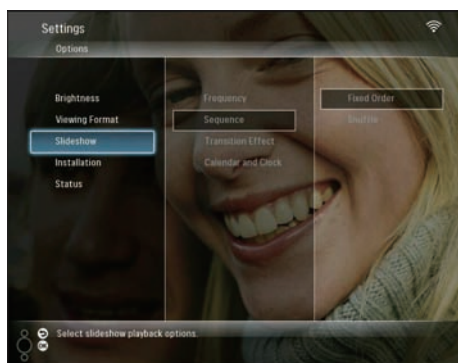 Settings
Options
Brightness
Viewing Format
Slideshow
Installation
Status
Frequency
Sequence
Transition Effect
Calendar and Clock
Fixed Order
Shuffle
Select slideshow playback options.
OK